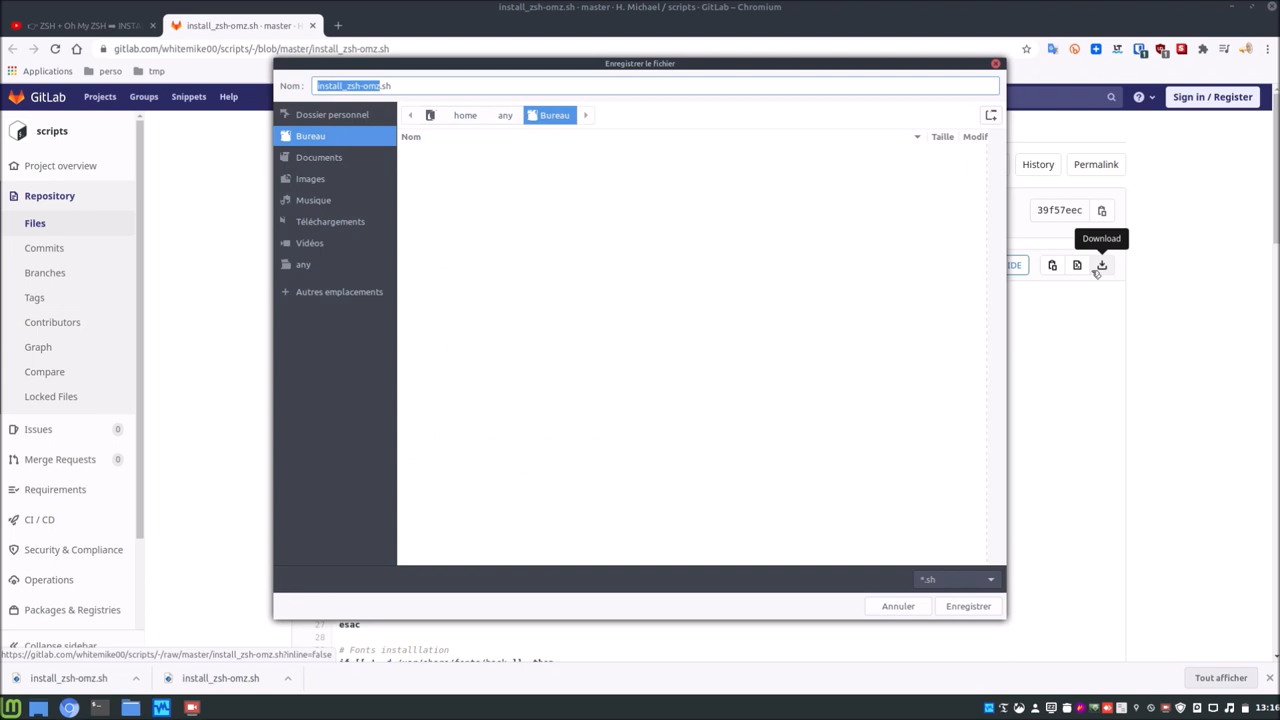 install_zsh-omz.sh · master · H. Michael / scripts · GitLab - Chromium
ZSH + Oh My ZSH ➡ INSTAL
install_zsh-omz.sh · master ·
gitlab.com/whitemike00/scripts/-/blob/master/install_zsh-omz.sh
Applications
perso
tmp
GitLab
Projects
Groups
Snippets
Help
Sign in / Register
scripts
Project overview
Repository
Files
Commits
Branches
Tags
Contributors
Graph
Compare
Locked Files
Issues 0
Merge Requests 0
Requirements
CI / CD
Security & Compliance
Operations
Packages & Registries
Collapse sidebar
Enregistrer le fichier
Nom :
install_zsh-omz.sh
Dossier personnel
Bureau
Documents
Images
Musique
Téléchargements
Vidéos
any
Autres emplacements
home
any
Bureau
Nom
Taille
Modif
*.sh
Annuler
Enregistrer
History
Permalink
39f57eec
Download
IDE
27
esac
28
# Fonts installlation
https://gitlab.com/whitemike00/scripts/-/raw/master/install_zsh-omz.sh?inline=false
install_zsh-omz.sh
install_zsh-omz.sh
Tout afficher
13:16